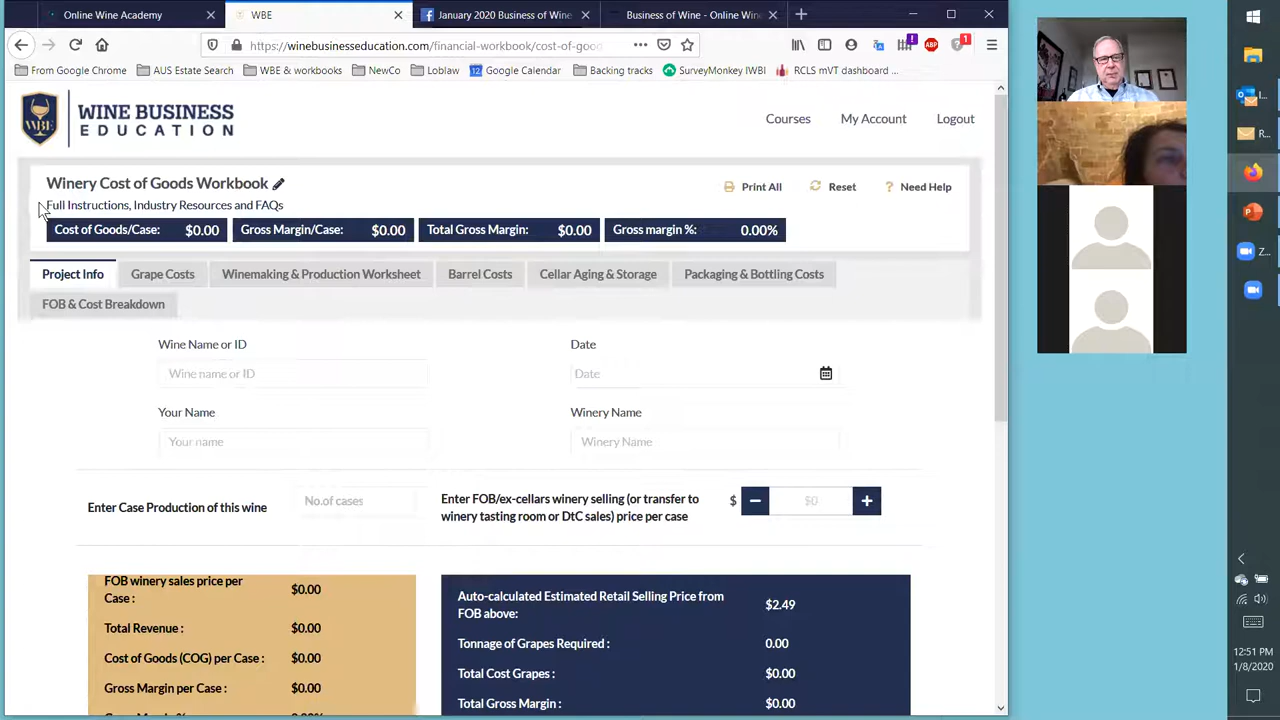 Online Wine Academy
WBE
January 2020 Business of Wine
Business of Wine - Online Win
https://winebusinesseducation.com/financial-workbook/cost-of-good
From Google Chrome
AUS Estate Search
WBE & workbooks
NewCo
Loblaw
Google Calendar
Backing tracks
SurveyMonkey IWBI
RCLS mVT Dashboard ...
WBE
WINE BUSINESS
EDUCATION
Courses
My Account
Logout
Winery Cost of Goods Workbook
Print All
Reset
? Need Help
Full Instructions, Industry Resources and FAQs
Cost of Goods/Case: $0.00
Gross Margin/Case: $0.00
Total Gross Margin: $0.00
Gross margin %: 0.00%
Project Info
Grape Costs
Winemaking & Production Worksheet
Barrel Costs
Cellar Aging & Storage
Packaging & Bottling Costs
FOB & Cost Breakdown
Wine Name or ID
Date
Wine name or ID
Date
Your Name
Winery Name
Your name
Winery Name
Enter Case Production of this wine
No.of cases
Enter FOB/ex-cellars winery selling (or transfer to
winery tasting room or DtC sales) price per case
$ − $0 +
FOB winery sales price per
Case : $0.00
Total Revenue : $0.00
Cost of Goods (COG) per Case : $0.00
Gross Margin per Case : $0.00
Auto-calculated Estimated Retail Selling Price from
FOB above: $2.49
Tonnage of Grapes Required : 0.00
Total Cost Grapes : $0.00
Total Gross Margin : $0.00
I...
R...
Z...
12:51 PM
1/8/2020